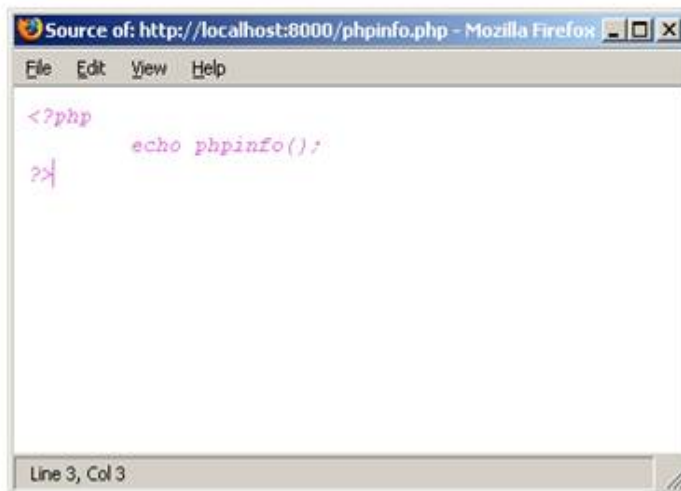 Source of: http://localhost:8000/phpinfo.php - Mozilla Firefox
File Edit View Help
<?php
echo phpinfo();
?>
Line 3, Col 3